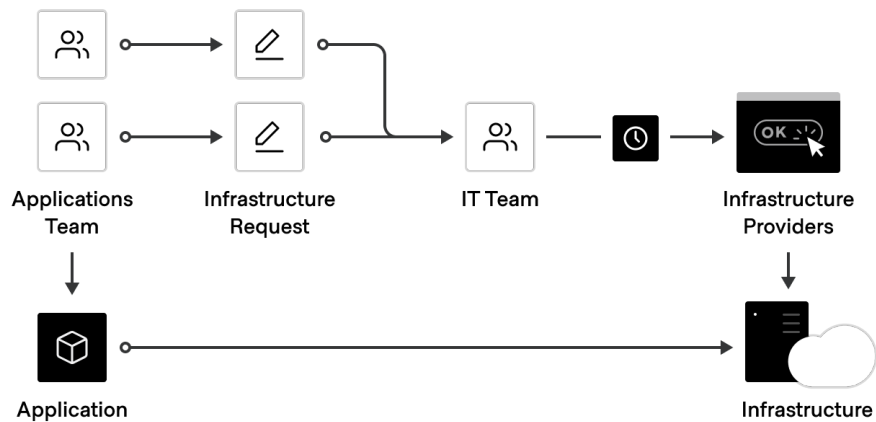 OK
Applications
Team
Infrastructure
Request
IT Team
Infrastructure
Providers
Application
Infrastructure